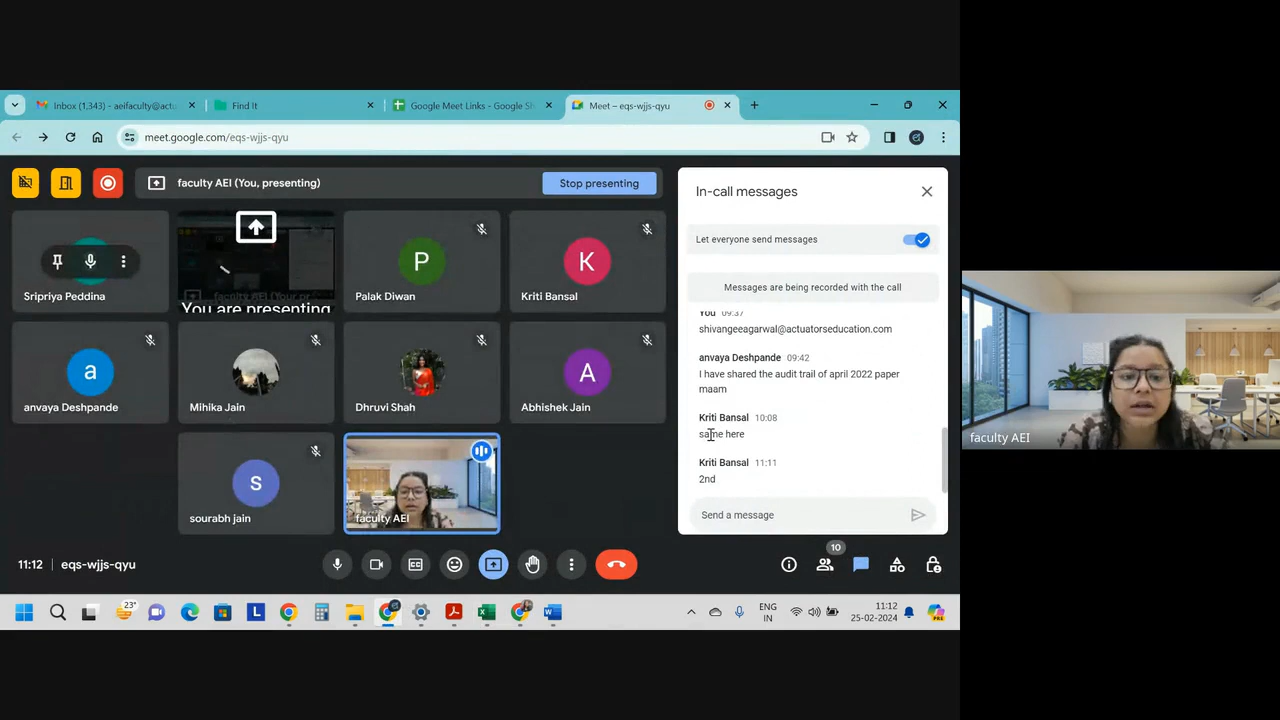 Inbox (1,343) - aeifaculty@actu
Find It
Google Meet Links - Google Sh
Meet – eqs-wjjs-qyu
meet.google.com/eqs-wjjs-qyu
faculty AEI (You, presenting)
Stop presenting
In-call messages
Let everyone send messages
Messages are being recorded with the call
You 09:37
shivangeeagarwal@actuatorseducation.com
anvaya Deshpande 09:42
I have shared the audit trail of april 2022 paper
maam
Kriti Bansal 10:08
same here
Kriti Bansal 11:11
2nd
Send a message
Sripriya Peddina
You are presenting
P
Palak Diwan
K
Kriti Bansal
a
anvaya Deshpande
Mihika Jain
Dhruvi Shah
A
Abhishek Jain
s
sourabh jain
faculty AEI
11:12 eqs-wjjs-qyu
10
23°
L
ENG
IN
11:12
25-02-2024
faculty AEI